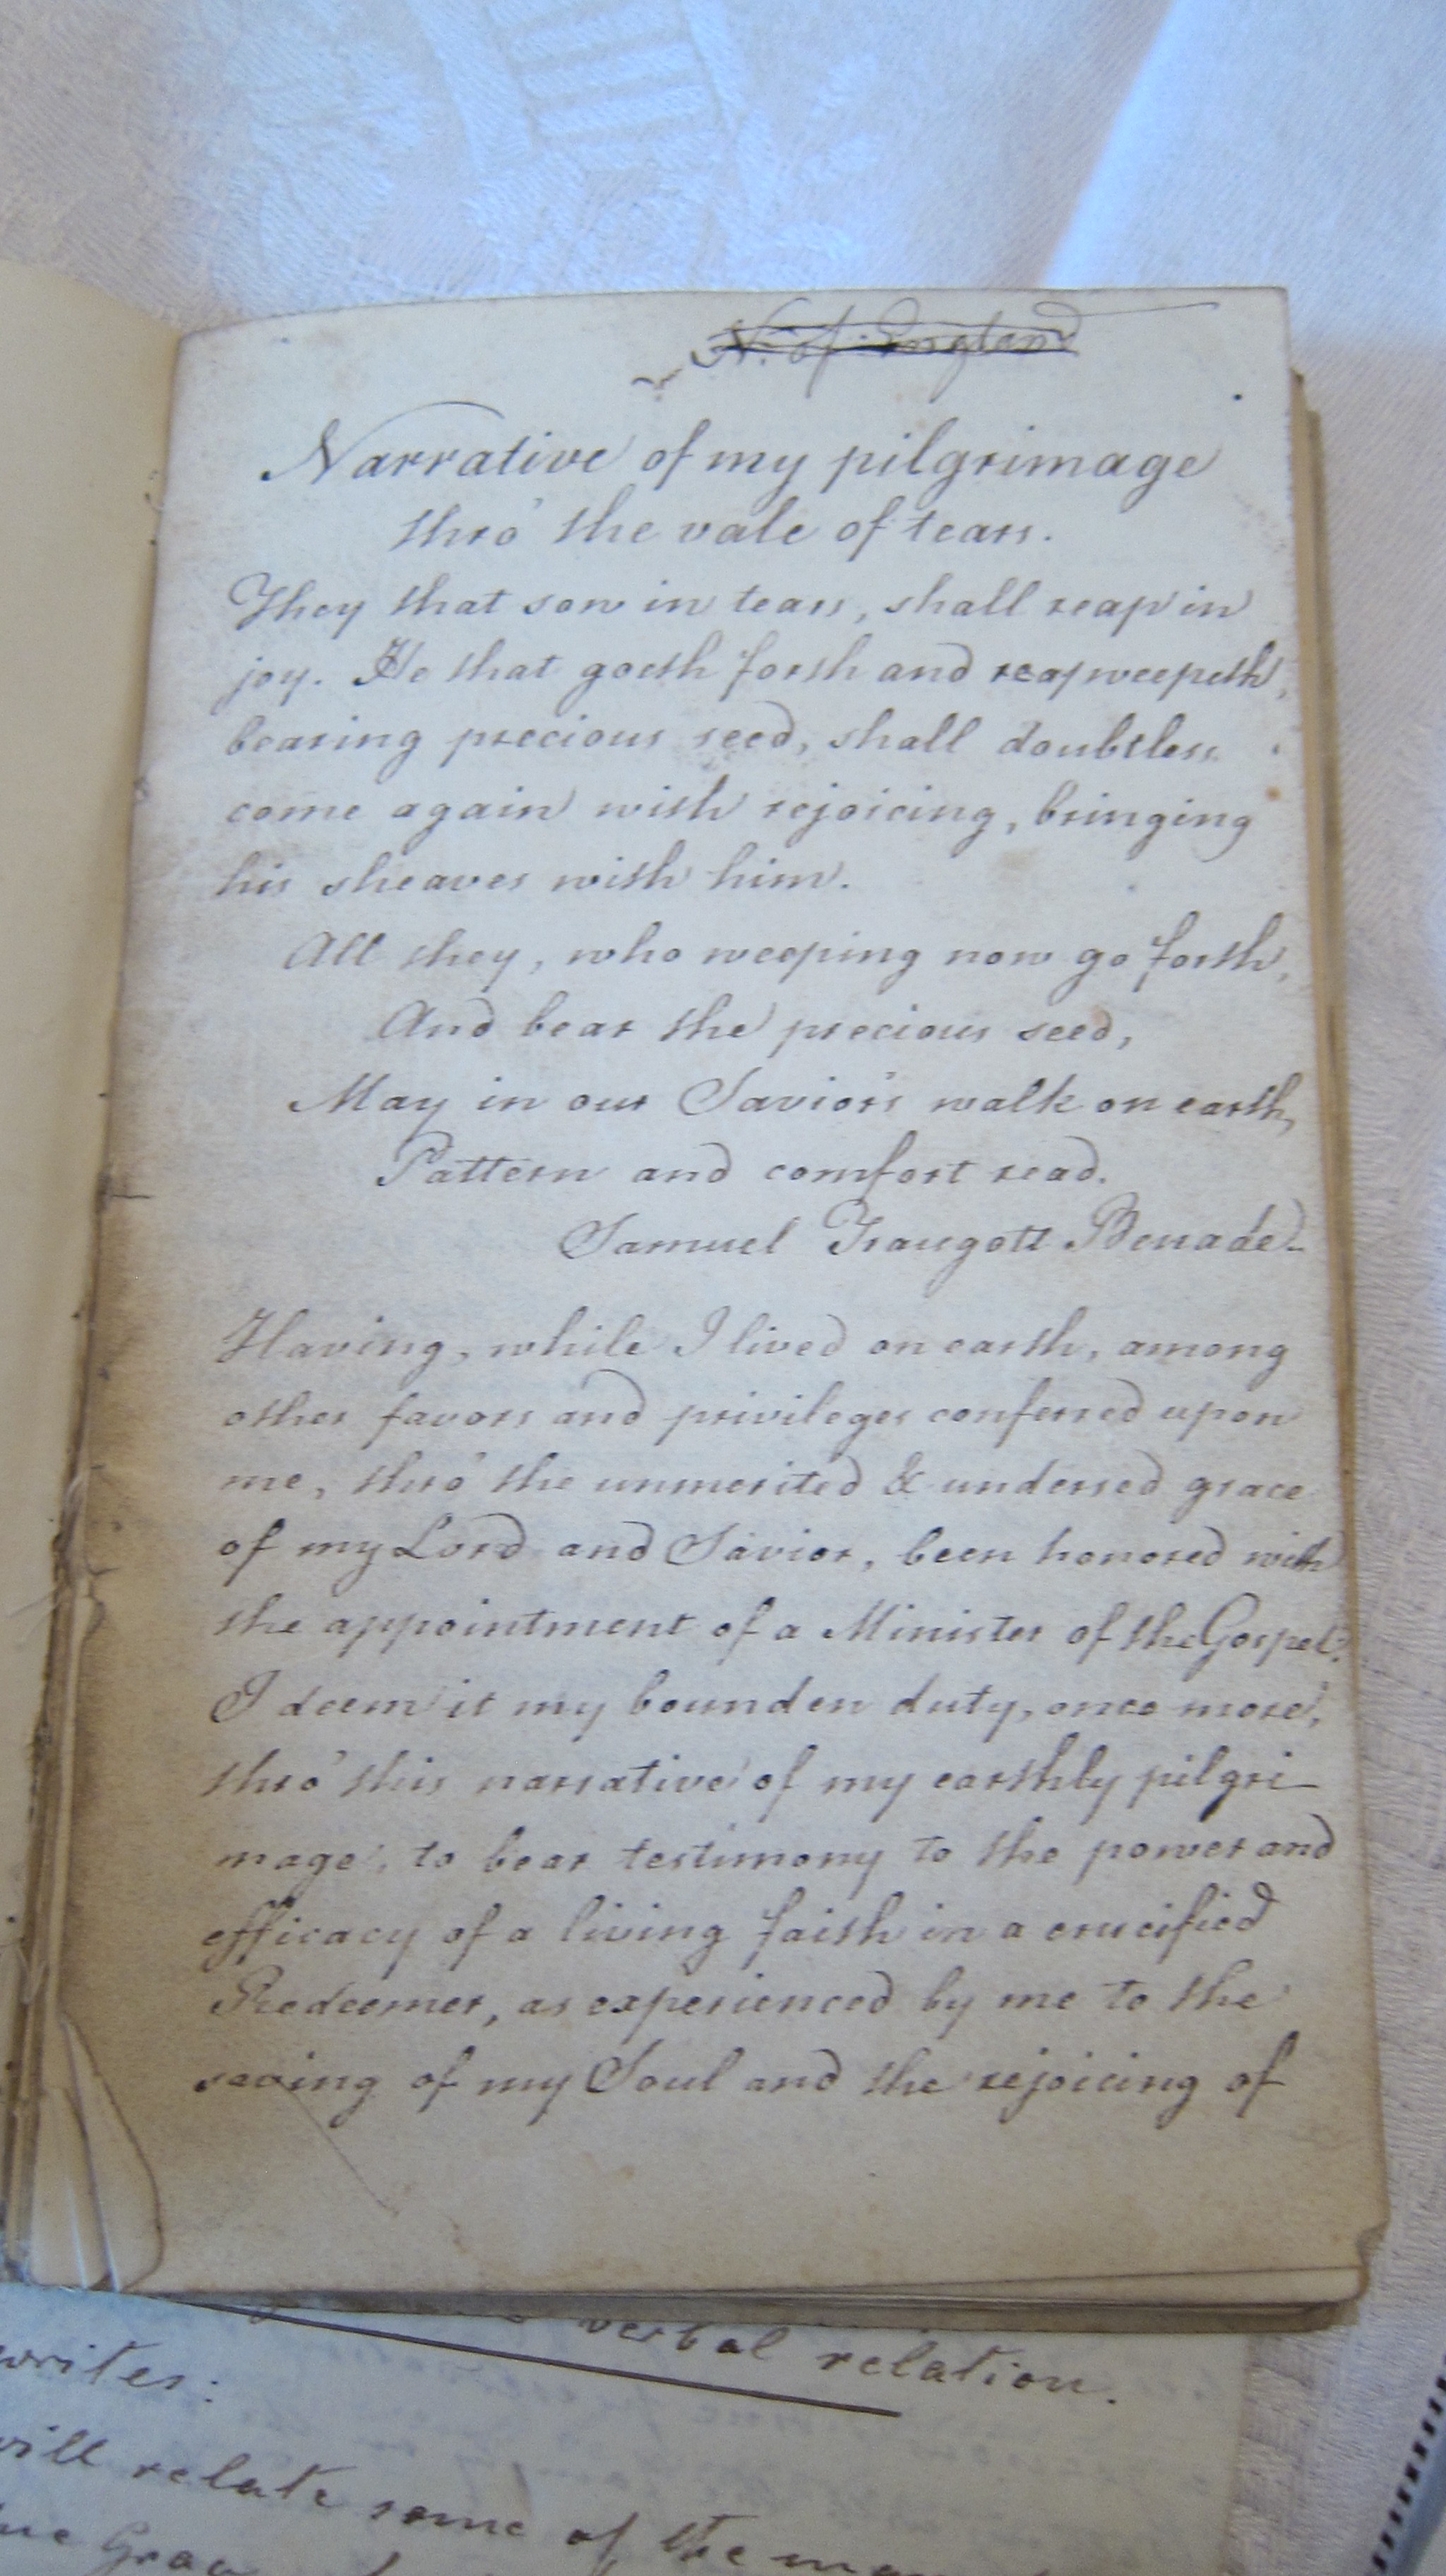 N. of England
Narrative of my pilgrimage
thro' the vale of tears.
They that sow in tears, shall reap in
joy. He that goeth forth and reap weepeth,
bearing precious seed, shall doubtless
come again with rejoicing, bringing
his sheaves with him.
All they, who weeping now go forth,
And bear the precious seed,
May in our Savior's walk on earth,
Pattern and comfort read.
Samuel Traugott Benade.
Having, while I lived on earth, among
other favors and privileges conferred upon
me, thro' the unmerited & undersed grace
of my Lord and Savior, been honored with
the appointment of a Minister of the Gospel:
I deem it my bounden duty, once more,
thro' this narrative of my earthly pilgri-
mage, to bear testimony to the power and
efficacy of a living faith in a crucified
Redeemer, as experienced by me to the
saving of my Soul and the rejoicing of
verbal relation.
writes:
will relate some of the
Grace